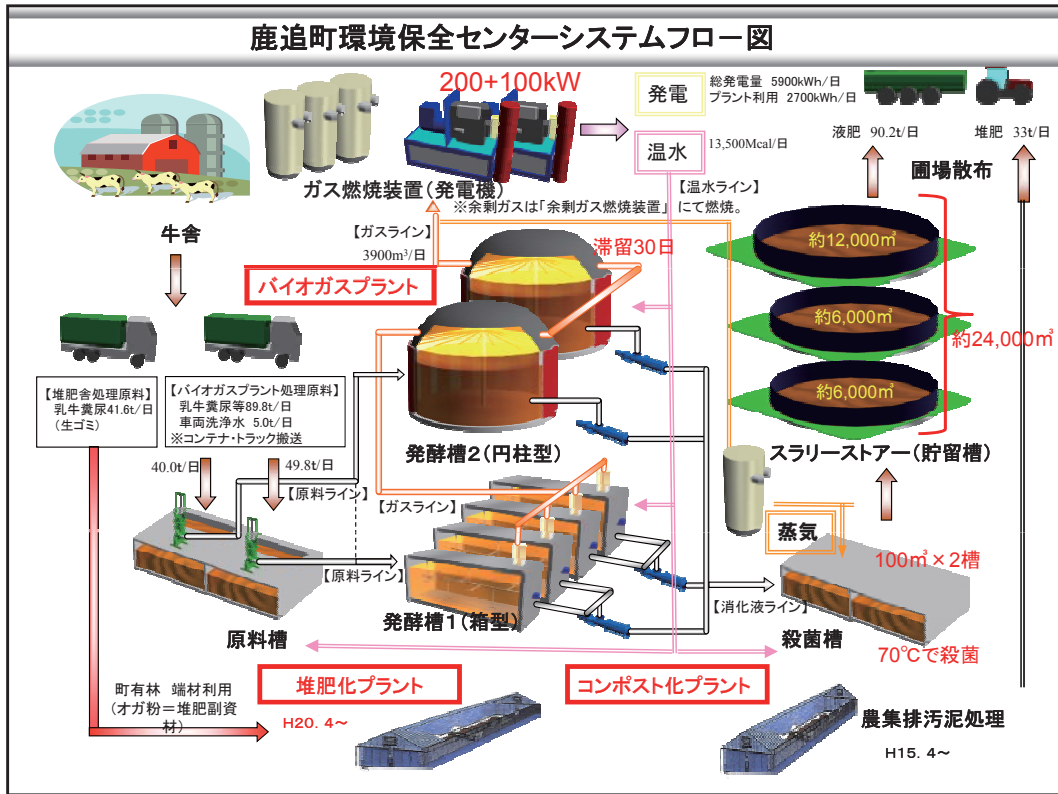 鹿追町環境保全センターシステムフロー図
200+100kW
発電
総発電量 5900kWh/日
プラント利用 2700kWh/日
温水
13,500Mcal/日
液肥 90.2t/日
堆肥 33t/日
圃場散布
ガス燃焼装置(発電機)
※余剰ガスは「余剰ガス燃焼装置」にて燃焼。
【温水ライン】
牛舎
【ガスライン】
3900m³/日
滞留30日
バイオガスプラント
約12,000㎥
約6,000㎥
約24,000㎥
約6,000㎥
【堆肥舎処理原料】
乳牛糞尿41.6t/日
(生ゴミ)
【バイオガスプラント処理原料】
乳牛糞尿等89.8t/日
車両洗浄水 5.0t/日
※コンテナ・トラック搬送
発酵槽2(円柱型)
スラリーストアー(貯留槽)
40.0t/日
49.8t/日
【原料ライン】
【ガスライン】
蒸気
100㎥×2槽
【原料ライン】
【消化液ライン】
原料槽
発酵槽1(箱型)
殺菌槽
70℃で殺菌
堆肥化プラント
コンポスト化プラント
町有林 端材利用
(オガ粉=堆肥副資
材)
H20. 4~
農集排汚泥処理
H15. 4~